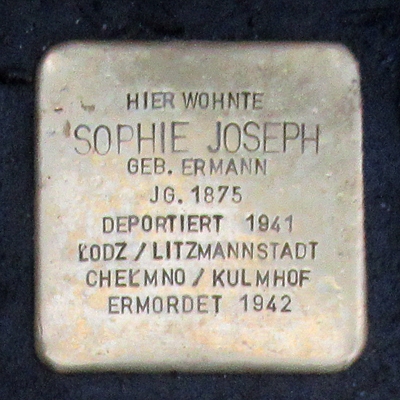 HIER WOHNTE
SOPHIE JOSEPH
GEB. ERMANN
JG. 1875
DEPORTIERT 1941
ŁODZ / LITZMANNSTADT
CHEŁMNO / KULMHOF
ERMORDET 1942